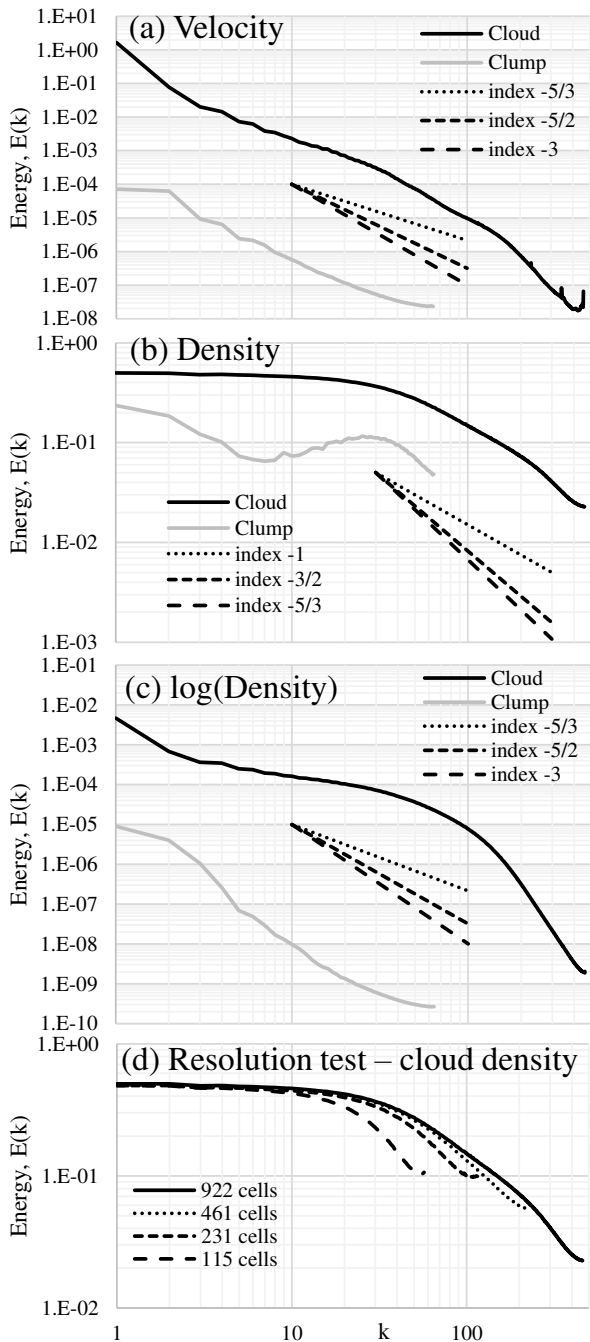 1.E+01
1.E+00
1.E-01
1.E-02
1.E-03
1.E-04
1.E-05
1.E-06
1.E-07
1.E-08
Energy, E(k)
(a) Velocity
Cloud
Clump
index -5/3
index -5/2
index -3
1.E+00
1.E-01
1.E-02
1.E-03
Energy, E(k)
(b) Density
Cloud
Clump
index -1
index -3/2
index -5/3
1.E-01
1.E-02
1.E-03
1.E-04
1.E-05
1.E-06
1.E-07
1.E-08
1.E-09
1.E-10
Energy, E(k)
(c) log(Density)
Cloud
Clump
index -5/3
index -5/2
index -3
1.E+00
1.E-01
1.E-02
Energy, E(k)
(d) Resolution test – cloud density
922 cells
461 cells
231 cells
115 cells
1 10 k 100